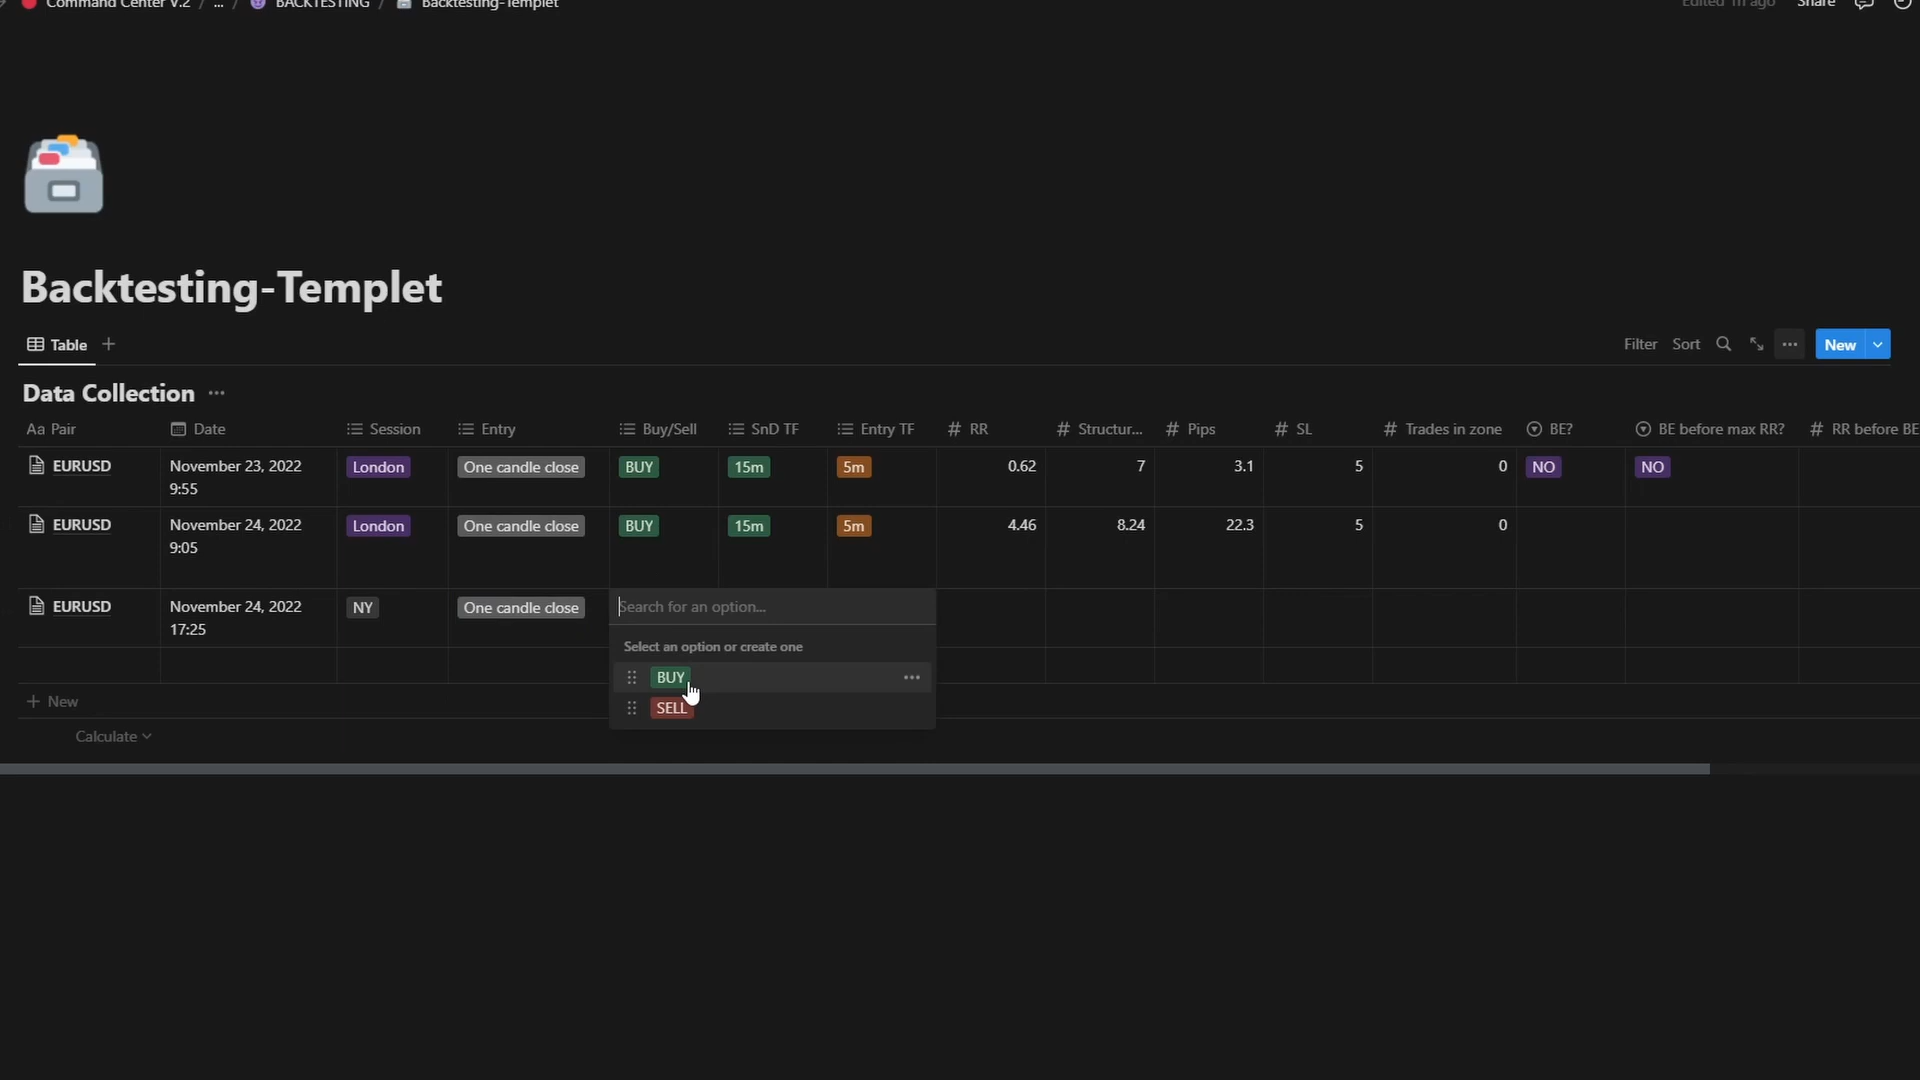 Command Center V.2 / ... / BACKTESTING / Backtesting-Templet
Edited 1h ago Share
Backtesting-Templet
Table
Filter Sort New
Data Collection
Aa Pair Date Session Entry Buy/Sell SnD TF Entry TF # RR # Structur... # Pips # SL # Trades in zone BE? BE before max RR? # RR before BE
EURUSD November 23, 2022 London One candle close BUY 15m 5m 0.62 7 3.1 5 0 NO NO
9:55
EURUSD November 24, 2022 London One candle close BUY 15m 5m 4.46 8.24 22.3 5 0
9:05
EURUSD November 24, 2022 NY One candle close Search for an option...
17:25
Select an option or create one
BUY
SELL
+ New
Calculate